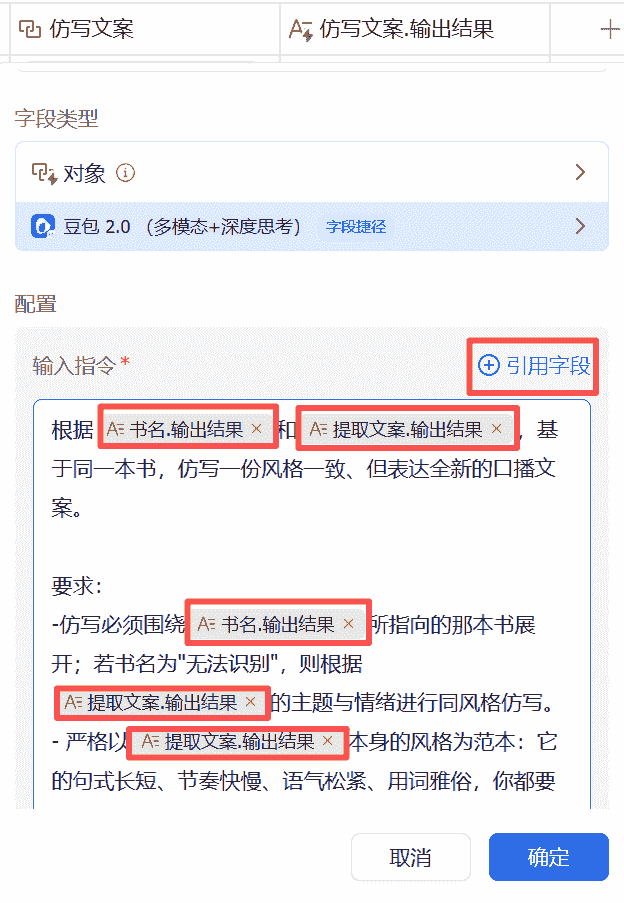 仿写文案 仿写文案.输出结果
字段类型
对象
豆包 2.0 （多模态+深度思考） 字段捷径
配置
输入指令* 引用字段
根据 书名.输出结果 × 和 提取文案.输出结果 × ，基
于同一本书，仿写一份风格一致、但表达全新的口播文
案。
要求：
-仿写必须围绕 书名.输出结果 × 所指向的那本书展
开；若书名为"无法识别"，则根据
提取文案.输出结果 × 的主题与情绪进行同风格仿写。
- 严格以 提取文案.输出结果 × 本身的风格为范本：它
的句式长短、节奏快慢、语气松紧、用词雅俗，你都要
取消 确定